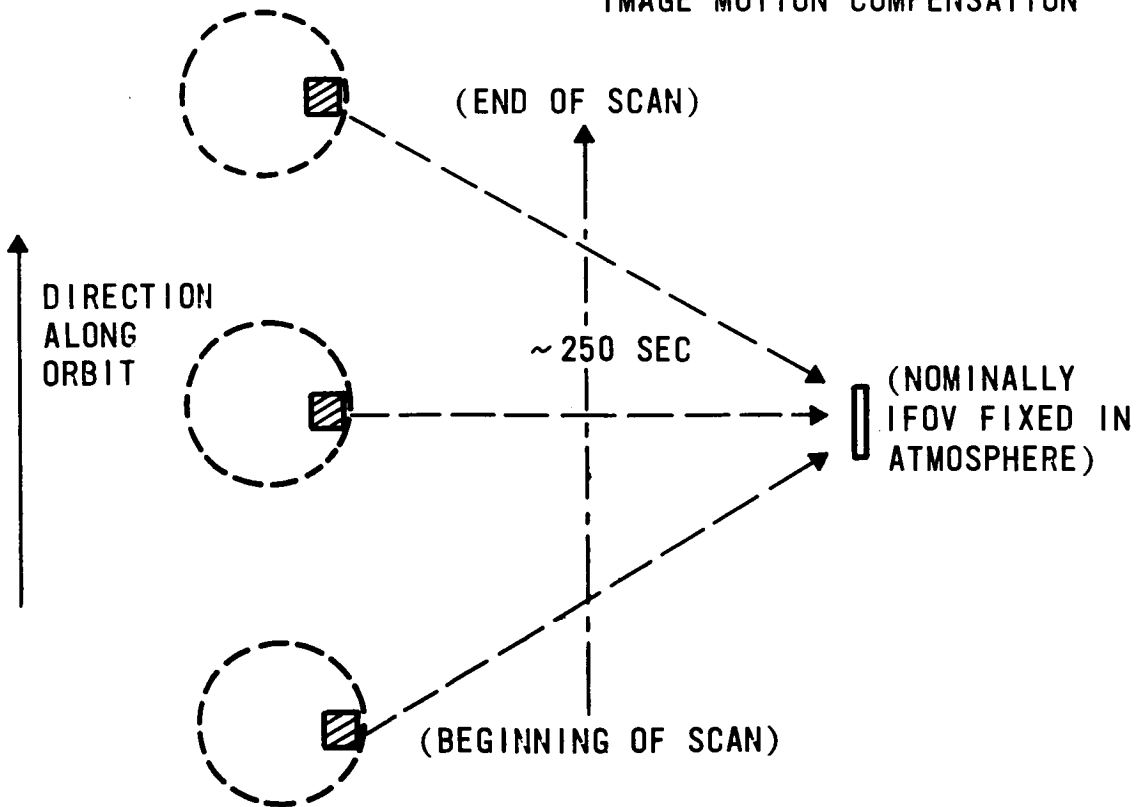 IMAGE MOTION COMPENSATION
(END OF SCAN)
DIRECTION
ALONG
ORBIT
~250 SEC
(NOMINALLY
IFOV FIXED IN
ATMOSPHERE)
(BEGINNING OF SCAN)